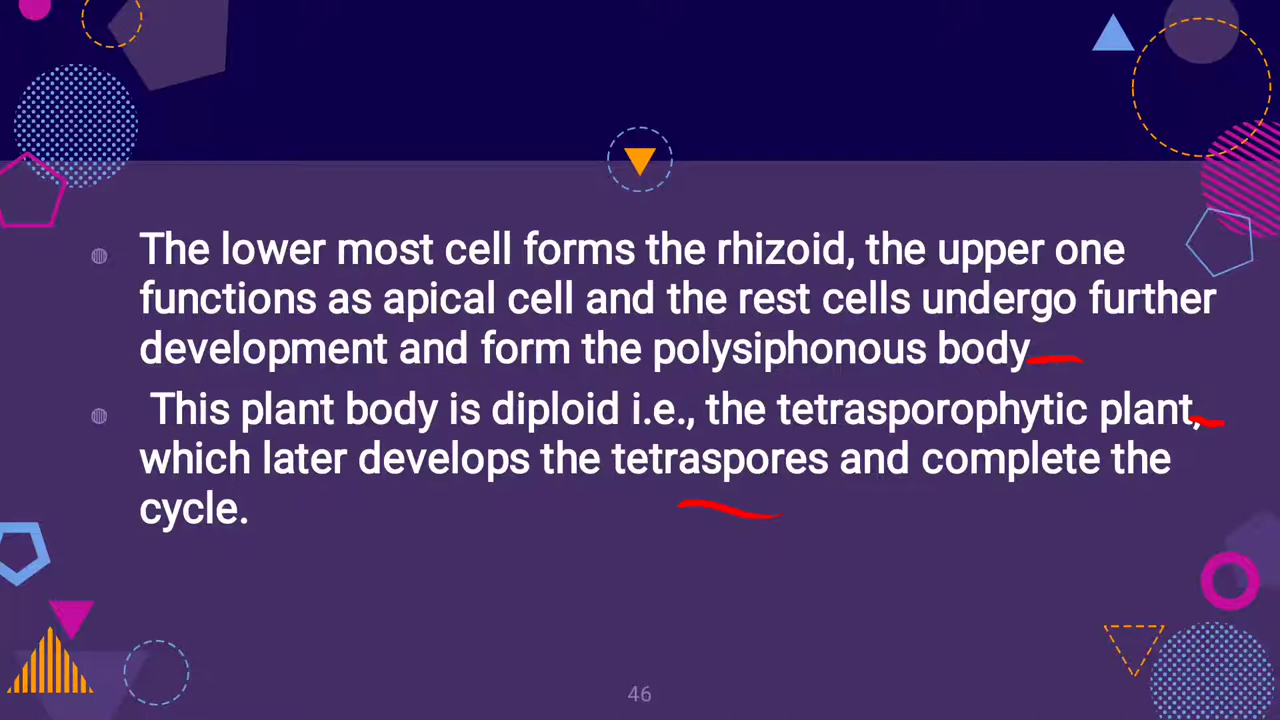 The lower most cell forms the rhizoid, the upper one
functions as apical cell and the rest cells undergo further
development and form the polysiphonous body
This plant body is diploid i.e., the tetrasporophytic plant,
which later develops the tetraspores and complete the
cycle.
46